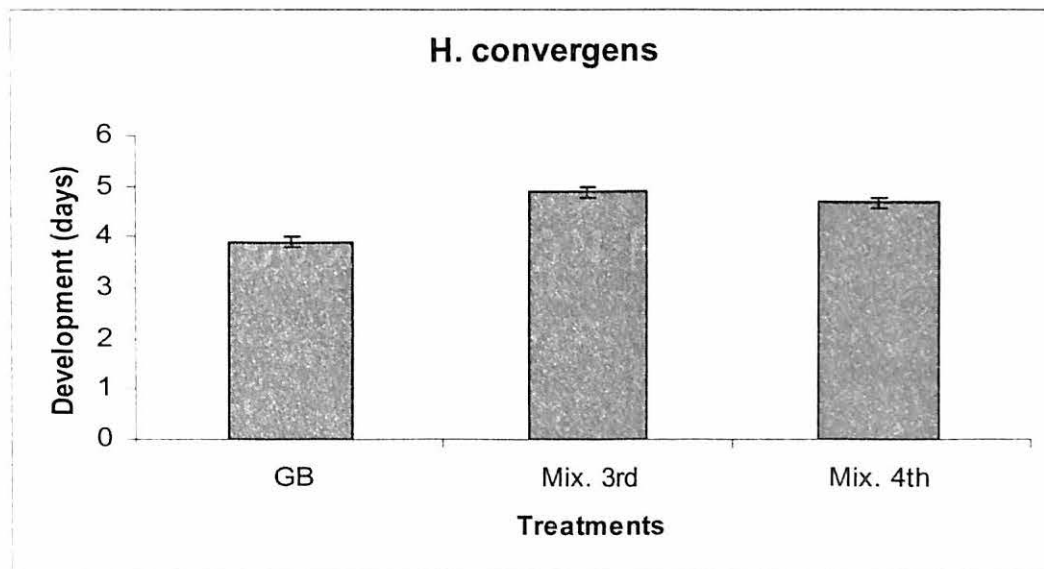 H. convergens
6
5
4
3
2
1
0
Development (days)
GB Mix. 3rd Mix. 4th
Treatments